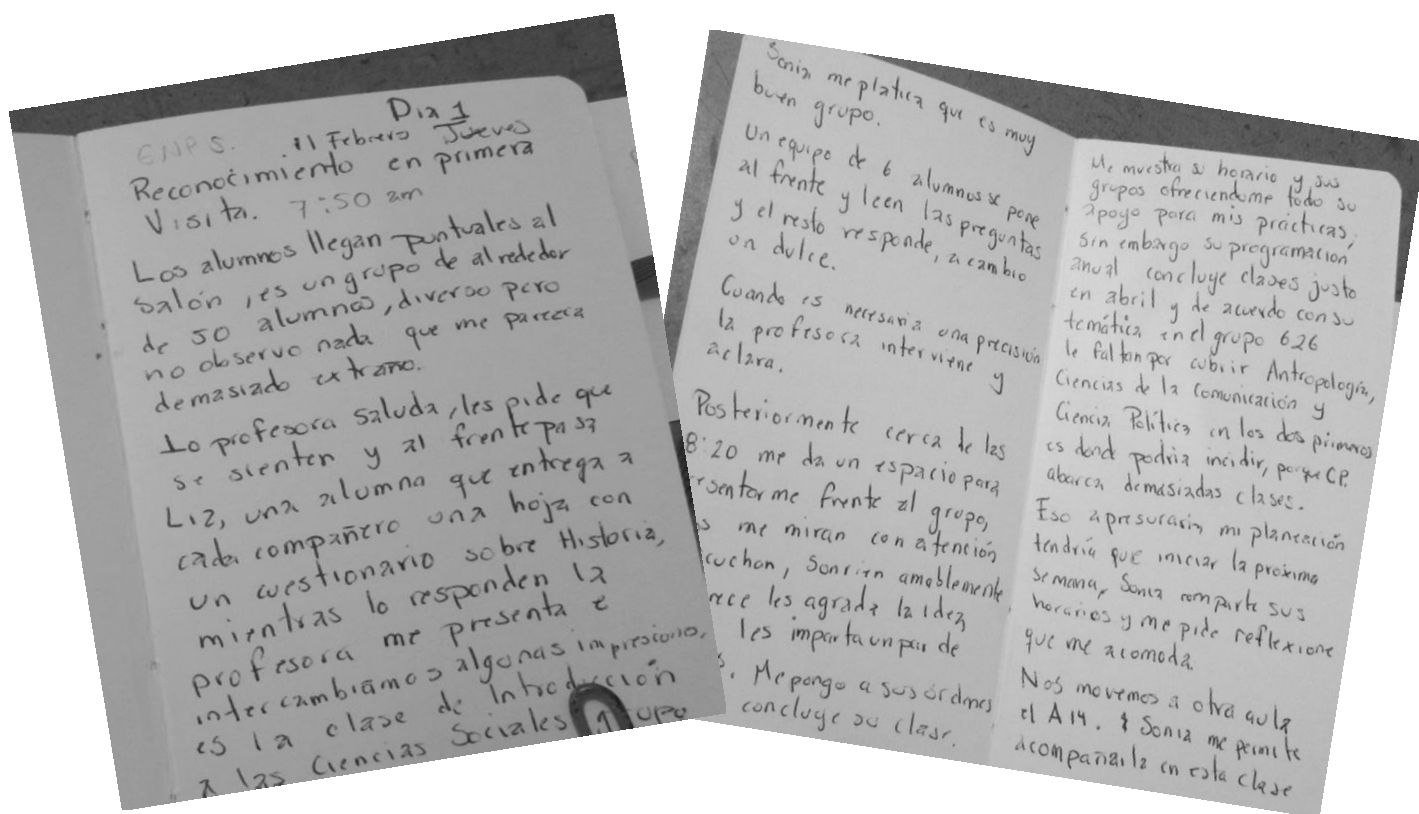 Día 1
ENP 5. 11 Febrero Jueves
Reconocimiento en primera
Visita. 7:50 am
Los alumnos llegan puntuales al
salón, es un grupo de alrededor
de 50 alumnos, diverso pero
no observo nada que me parezca
demasiado extraño.
La profesora saluda, les pide que
se sienten y al frente pasa
Liz, una alumna que entrega a
cada compañero una hoja con
un cuestionario sobre Historia,
mientras lo responden la
profesora me presenta e
intercambiamos algunas impresiones,
es la clase de Introducción
a las Ciencias Sociales grupo
Sonia me platica que es muy
buen grupo.
Un equipo de 6 alumnos se pone
al frente y leen las preguntas
y el resto responde, a cambio
un dulce.
Cuando es necesaria una precisión
la profesora interviene y
aclara.
Posteriormente cerca de las
8:20 me da un espacio para
sentarme frente al grupo,
s me miran con atención
cuchan, sonríen amablemente
rece les agrada la idea
les imparta un par de
s. Me pongo a sus órdnes
concluye su clase.
Me muestra su horario y sus
grupos ofreciendome todo su
apoyo para mis prácticas,
sin embargo su programación
anual concluye clases justo
en abril y de acuerdo con su
temática en el grupo 626
le faltan por cubrir Antropología,
Ciencias de la Comunicación y
Ciencia Política en los dos primeros
es donde podría incidir, porque CP.
abarca demasiadas clases.
Eso apresuraría mi planeación
tendría que iniciar la próxima
semana, Sonia comparte sus
horarios y me pide reflexione
que me acomoda.
Nos movemos a otra aula
el A14. Sonia me permite
acompañarla en esta clase